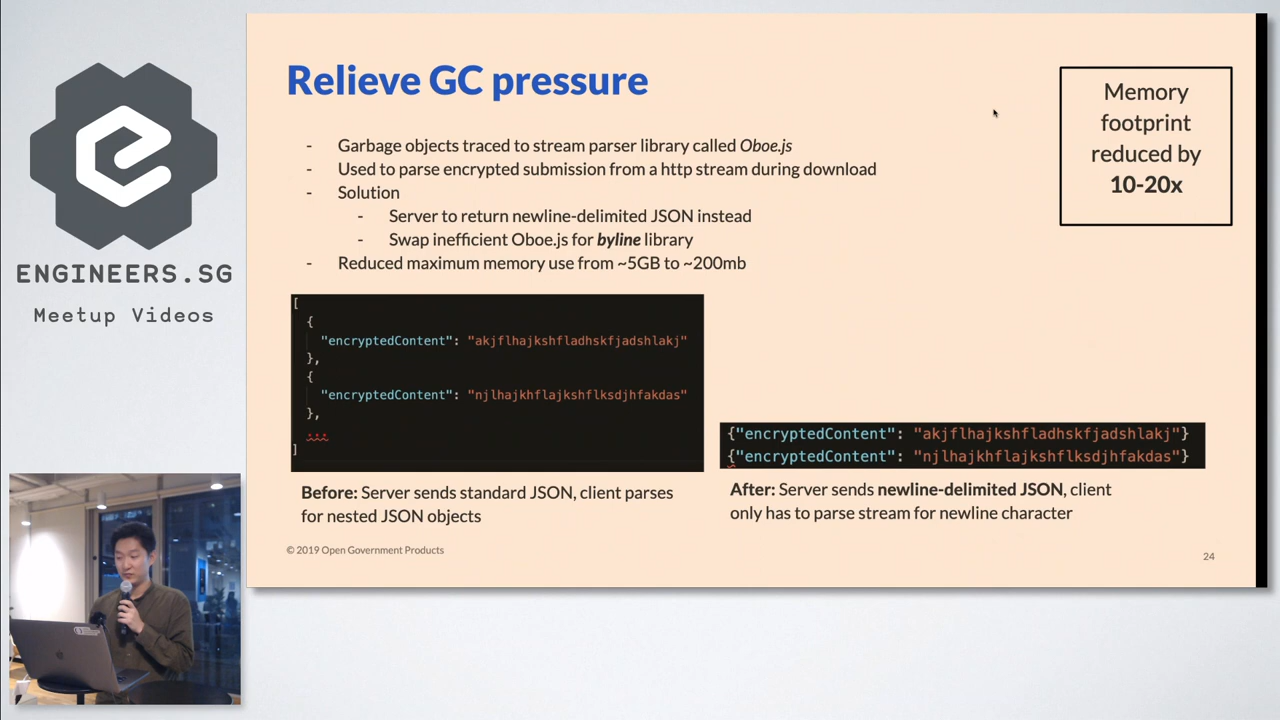 ENGINEERS.SG
Meetup Videos
Relieve GC pressure
- Garbage objects traced to stream parser library called Oboe.js
- Used to parse encrypted submission from a http stream during download
- Solution
- Server to return newline-delimited JSON instead
- Swap inefficient Oboe.js for byline library
- Reduced maximum memory use from ~5GB to ~200mb
Memory
footprint
reduced by
10-20x
[
{
"encryptedContent": "akjflhajkshfladhskfjadshlakj"
},
{
"encryptedContent": "njlhajkhflajkshflksdjhfakdas"
},
...
]
Before: Server sends standard JSON, client parses
for nested JSON objects
{"encryptedContent": "akjflhajkshfladhskfjadshlakj"}
{"encryptedContent": "njlhajkhflajkshflksdjhfakdas"}
After: Server sends newline-delimited JSON, client
only has to parse stream for newline character
© 2019 Open Government Products
24